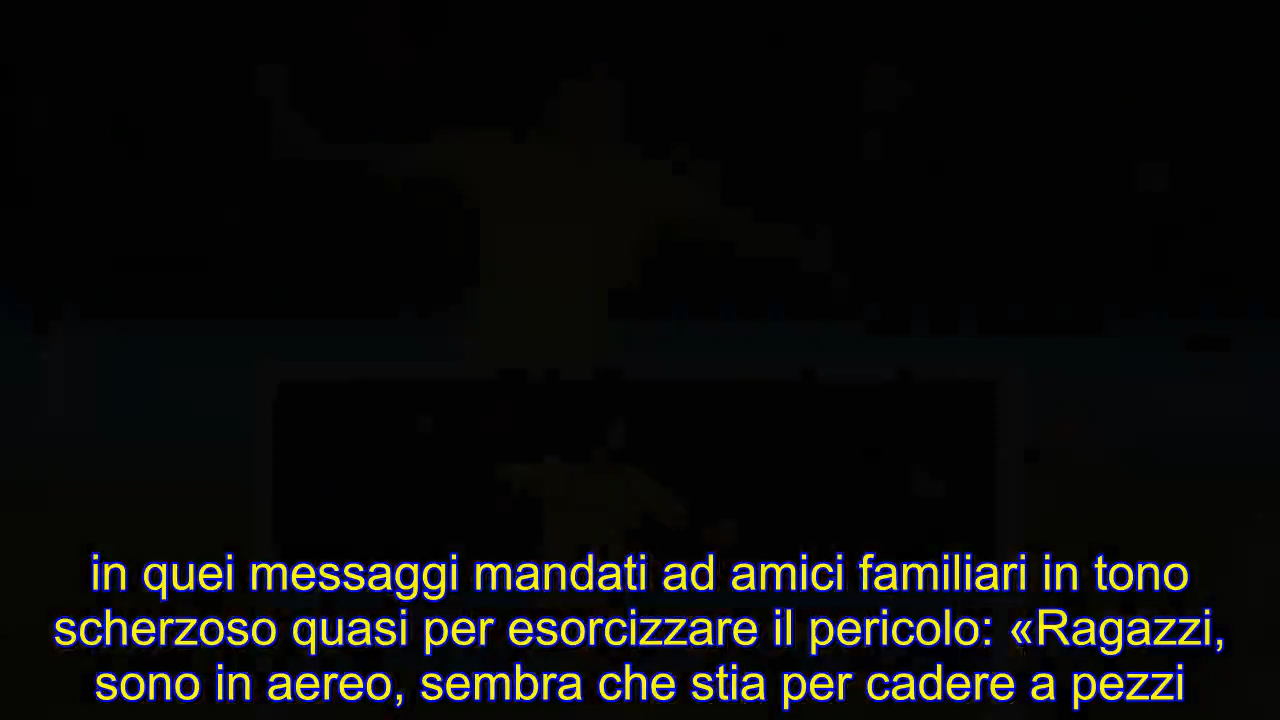 in quei messaggi mandati ad amici familiari in tono
scherzoso quasi per esorcizzare il pericolo: «Ragazzi,
sono in aereo, sembra che stia per cadere a pezzi